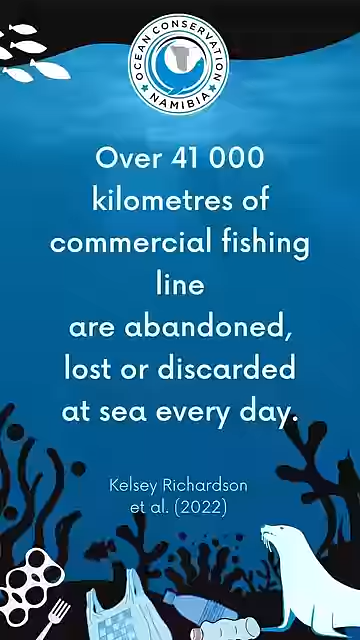 OCEAN CONSERVATION
NAMIBIA
Over 41 000
kilometres of
commercial fishing
line
are abandoned,
lost or discarded
at sea every day.
Kelsey Richardson
et al. (2022)